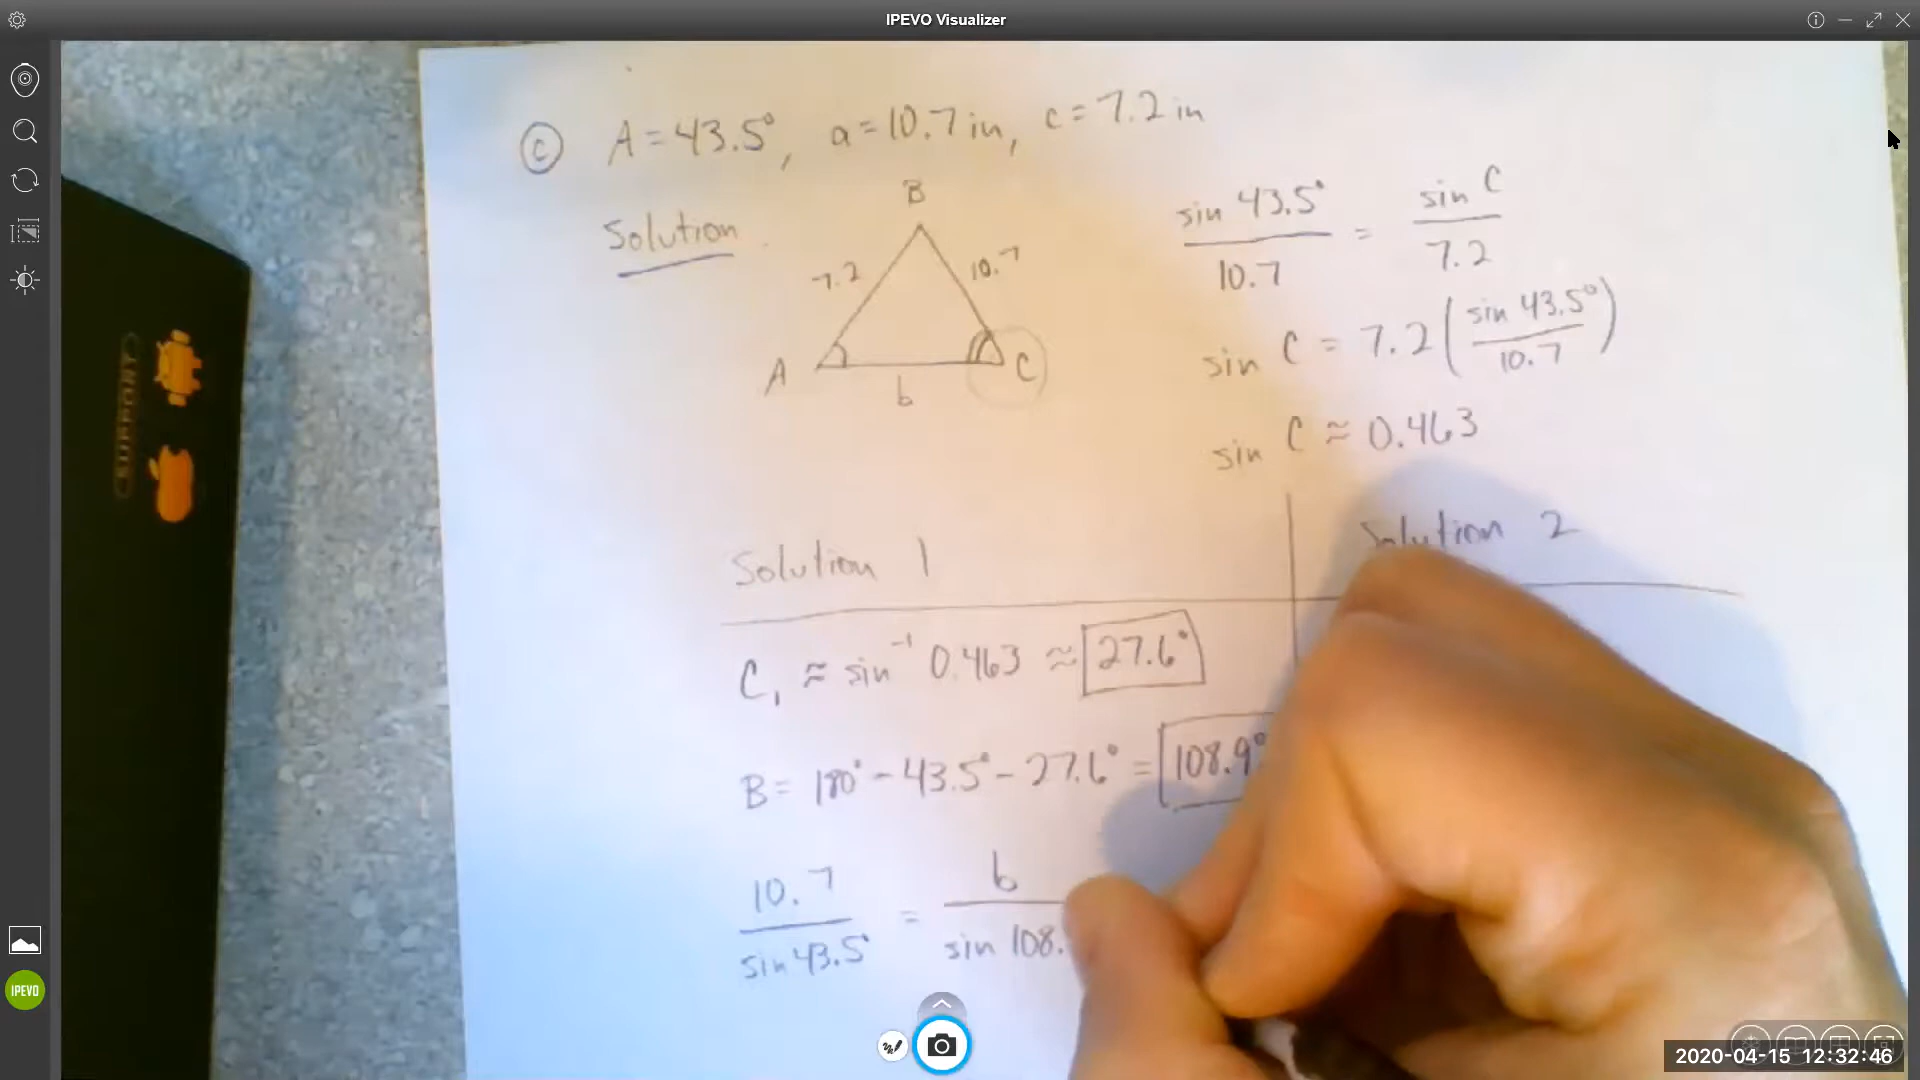 IPEVO Visualizer
SUPPORT
Ⓒ A = 43.5°, a = 10.7 in, c = 7.2 in
Solution
B
7.2
10.7
A
C
b
sin 43.5° / 10.7 = sin C / 7.2
sin C = 7.2 (sin 43.5° / 10.7)
sin C ≈ 0.463
Solution 1
Solution 2
C₁ ≈ sin⁻¹ 0.463 ≈ 27.6°
B = 180° - 43.5° - 27.6° = 108.9°
10.7 / sin 43.5° = b / sin 108.
IPEVO
2020-04-15 12:32:46